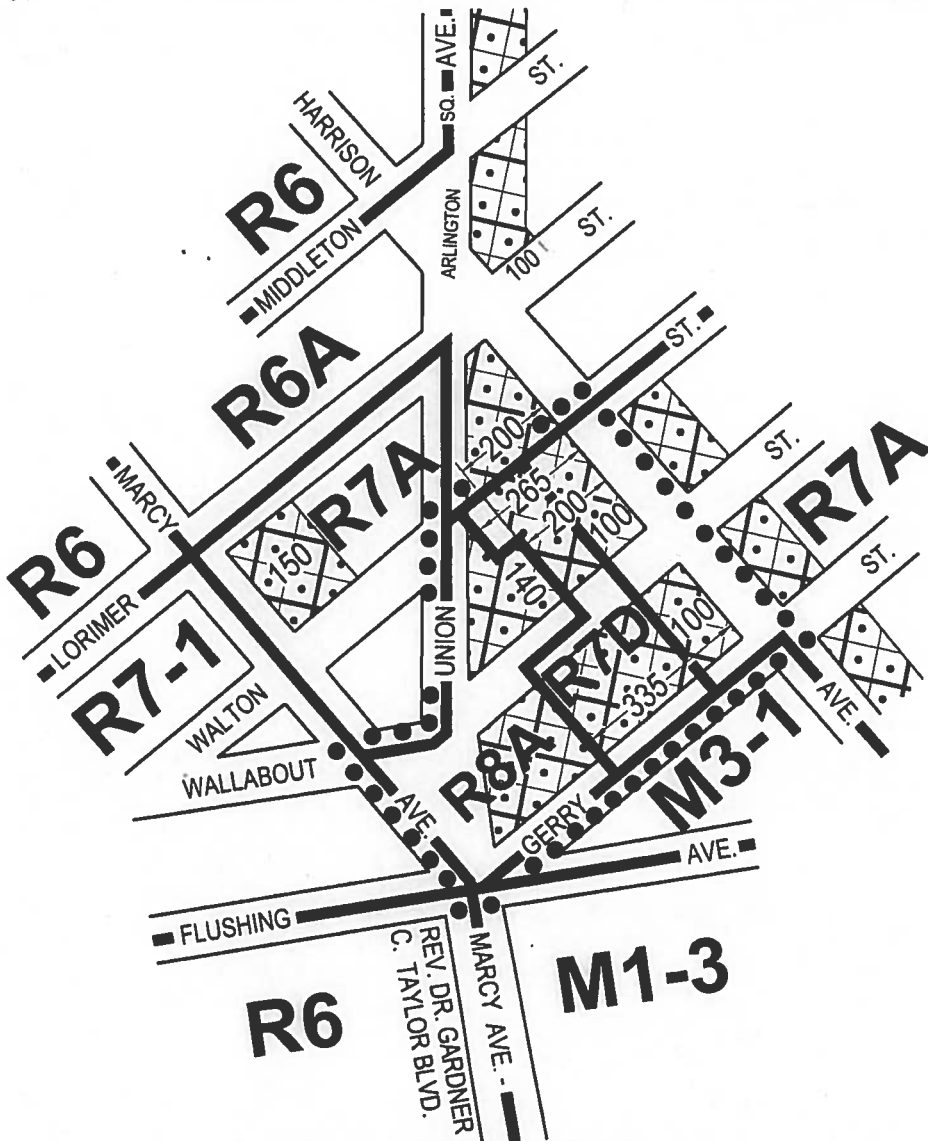 SQ. AVE.
ST.
HARRISON
R6
MIDDLETON
ARLINGTON
100
ST.
ST.
R6A
200
ST.
MARCY
R7A
265
200
100
R7A
R6
150
140
ST.
LORIMER
UNION
R7D
100
R7-1
335
AVE.
WALTON
WALLABOUT
R8A
M3-1
AVE.
GERRY
AVE.
FLUSHING
REV. DR. GARDNER
C. TAYLOR BLVD.
MARCY AVE.
M1-3
R6